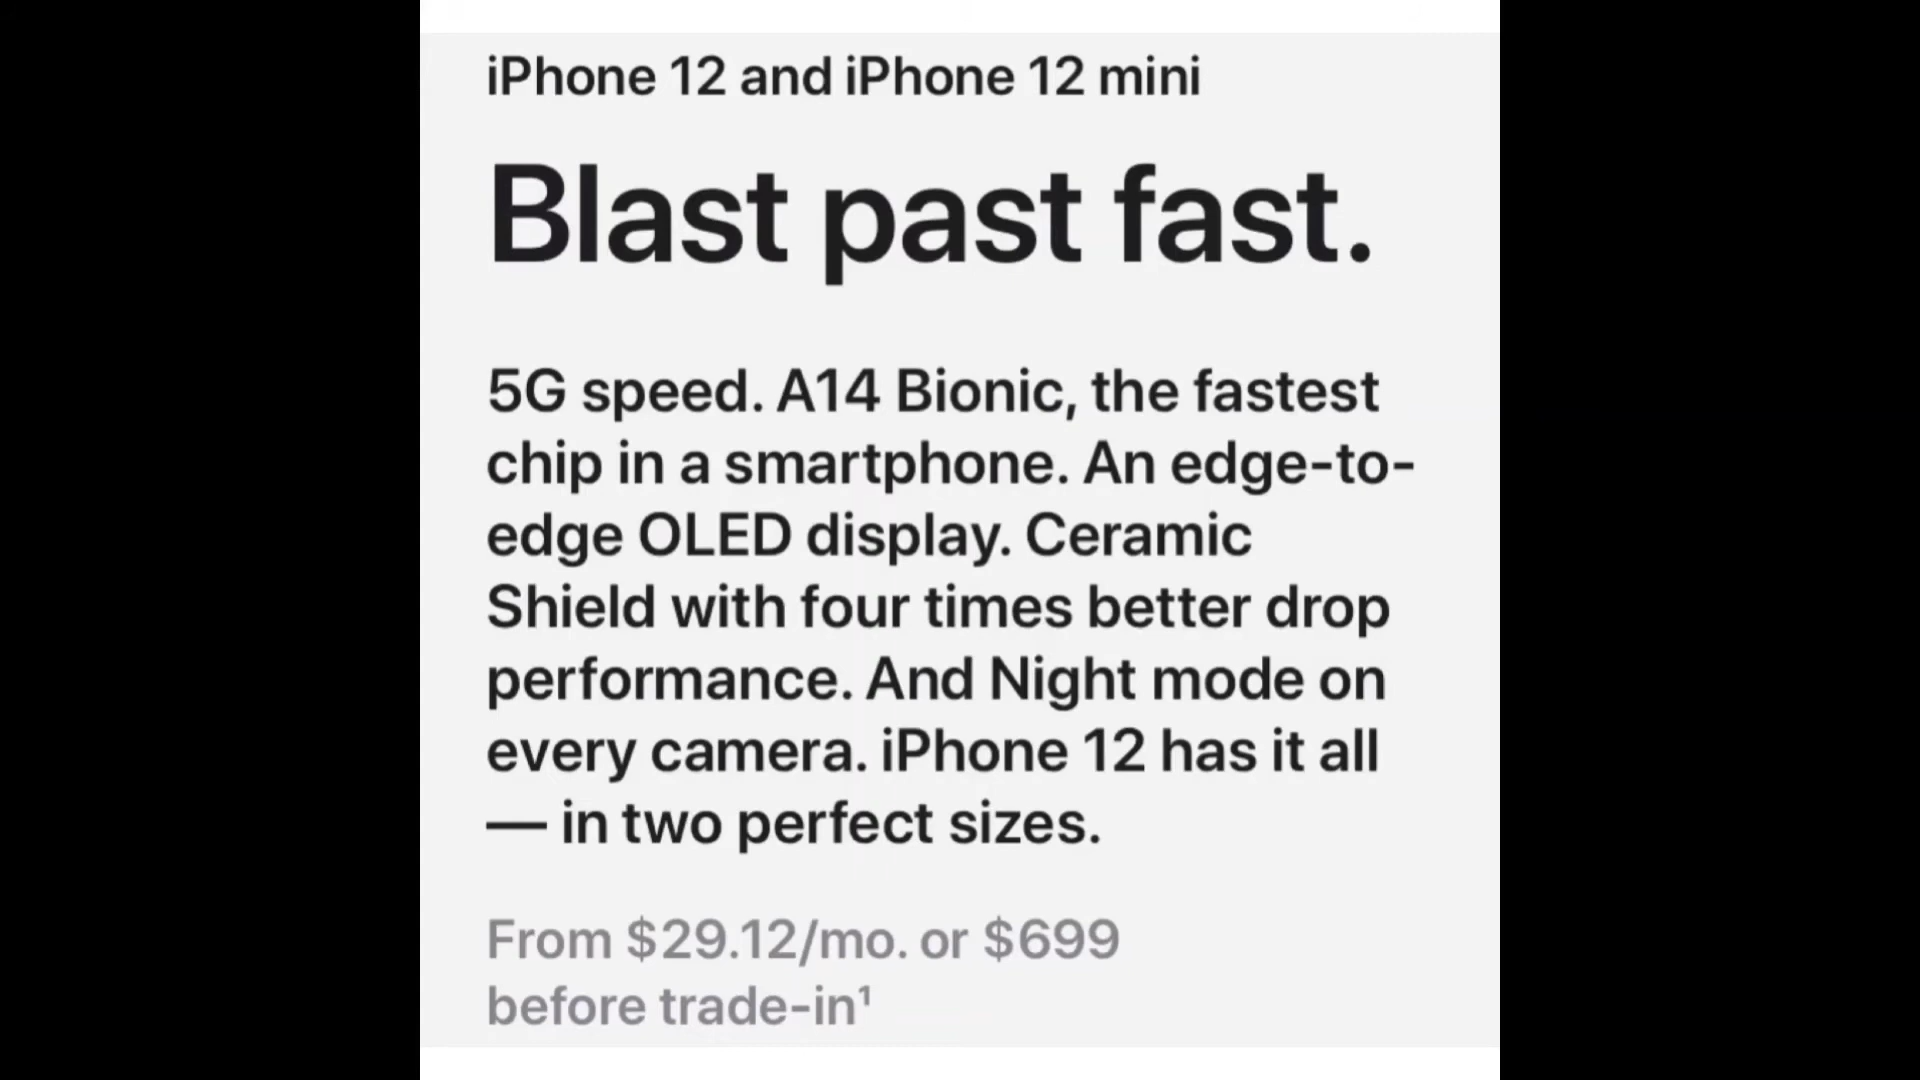 iPhone 12 and iPhone 12 mini
Blast past fast.
5G speed. A14 Bionic, the fastest
chip in a smartphone. An edge-to-
edge OLED display. Ceramic
Shield with four times better drop
performance. And Night mode on
every camera. iPhone 12 has it all
— in two perfect sizes.
From $29.12/mo. or $699
before trade-in¹